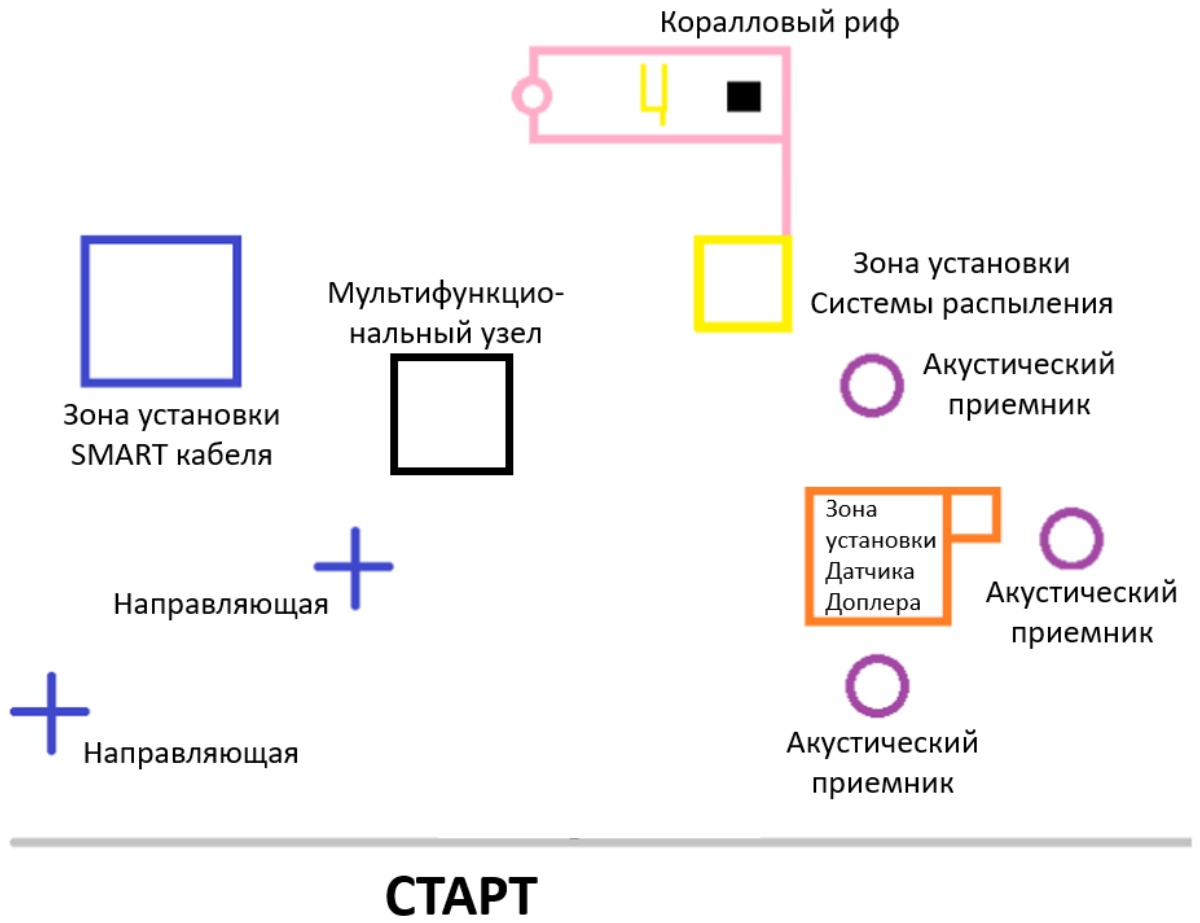 Коралловый риф
Зона установки
Системы распыления
Мультифункцио-
нальный узел
Акустический
приемник
Зона установки
SMART кабеля
Зона
установки
Датчика
Доплера
Акустический
приемник
Направляющая
Акустический
приемник
Направляющая
СТАРТ